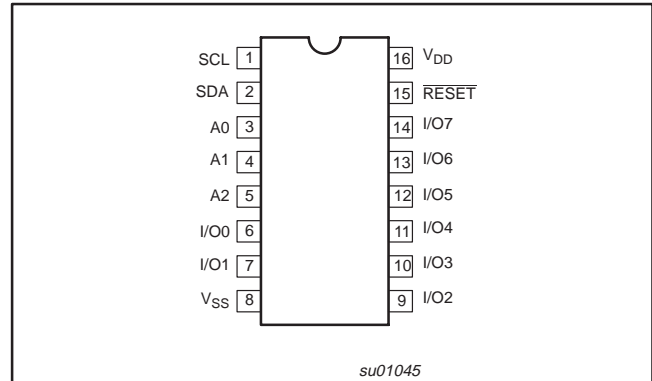 SCL 1 16 VDD
SDA 2 15 RESET
A0 3 14 I/O7
A1 4 13 I/O6
A2 5 12 I/O5
I/O0 6 11 I/O4
I/O1 7 10 I/O3
VSS 8 9 I/O2
su01045